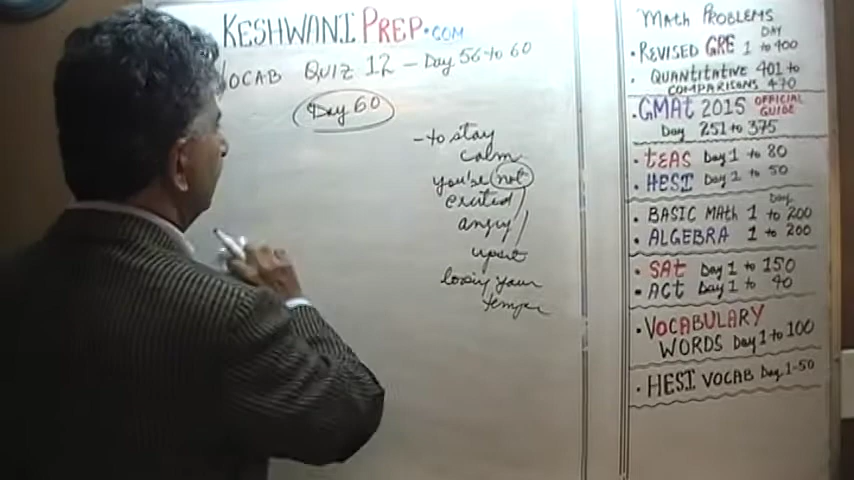 KESHWANI PREP.COM
VOCAB QUIZ 12 - Day 56 to 60
Day 60
- to stay
calm
you're not
excited
angry
upset
losing your
temper
MATH PROBLEMS
DAY
• REVISED GRE 1 to 400
• QUANTITATIVE 401 to
COMPARISONS 470
• GMAT 2015 OFFICIAL
GUIDE
Day 251 to 375
• TEAS Day 1 to 80
• HESI Day 1 to 50
Day
• BASIC MATH 1 to 200
• ALGEBRA 1 to 200
• SAT Day 1 to 150
• ACT Day 1 to 40
• VOCABULARY
WORDS Day 1 to 100
• HESI VOCAB Day 1-50